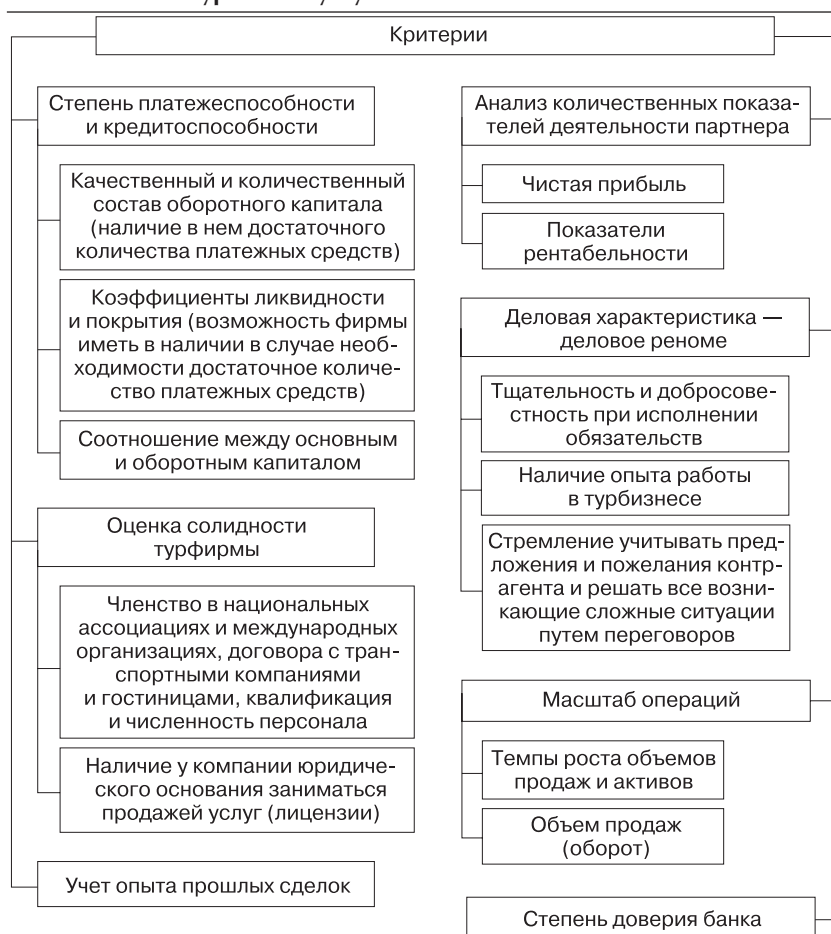 Критерии
Степень платежеспособности
и кредитоспособности
Качественный и количественный
состав оборотного капитала
(наличие в нем достаточного
количества платежных средств)
Коэффициенты ликвидности
и покрытия (возможность фирмы
иметь в наличии в случае необ-
ходимости достаточное количе-
ство платежных средств)
Соотношение между основным
и оборотным капиталом
Оценка солидности
турфирмы
Членство в национальных
ассоциациях и международных
организациях, договора с тран-
спортными компаниями
и гостиницами, квалификация
и численность персонала
Наличие у компании юридиче-
ского основания заниматься
продажей услуг (лицензии)
Учет опыта прошлых сделок
Анализ количественных показа-
телей деятельности партнера
Чистая прибыль
Показатели
рентабельности
Деловая характеристика —
деловое реноме
Тщательность и добросове-
стность при исполнении
обязательств
Наличие опыта работы
в турбизнесе
Стремление учитывать пред-
ложения и пожелания контр-
агента и решать все возни-
кающие сложные ситуации
путем переговоров
Масштаб операций
Темпы роста объемов
продаж и активов
Объем продаж
(оборот)
Степень доверия банка